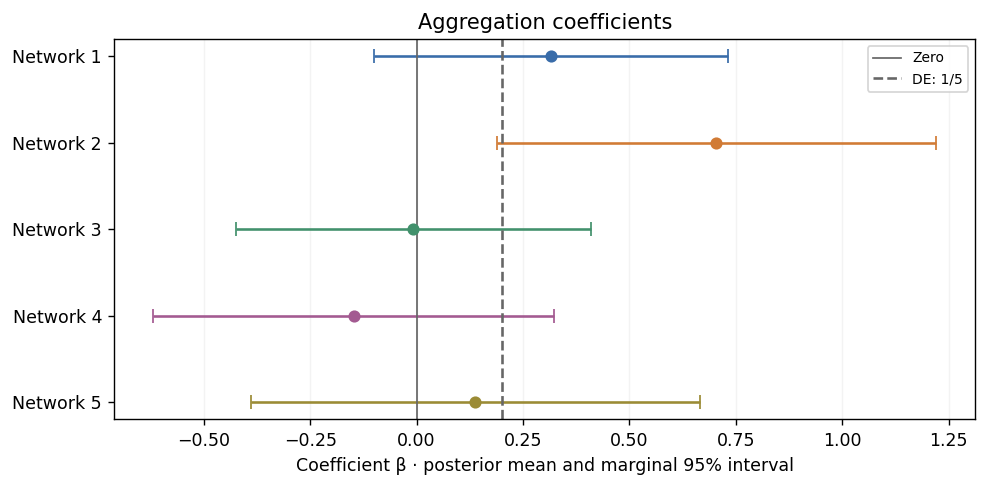 Aggregation coefficients
Zero
DE: 1/5
Network 1
Network 2
Network 3
Network 4
Network 5
−0.50 −0.25 0.00 0.25 0.50 0.75 1.00 1.25
Coefficient β · posterior mean and marginal 95% interval